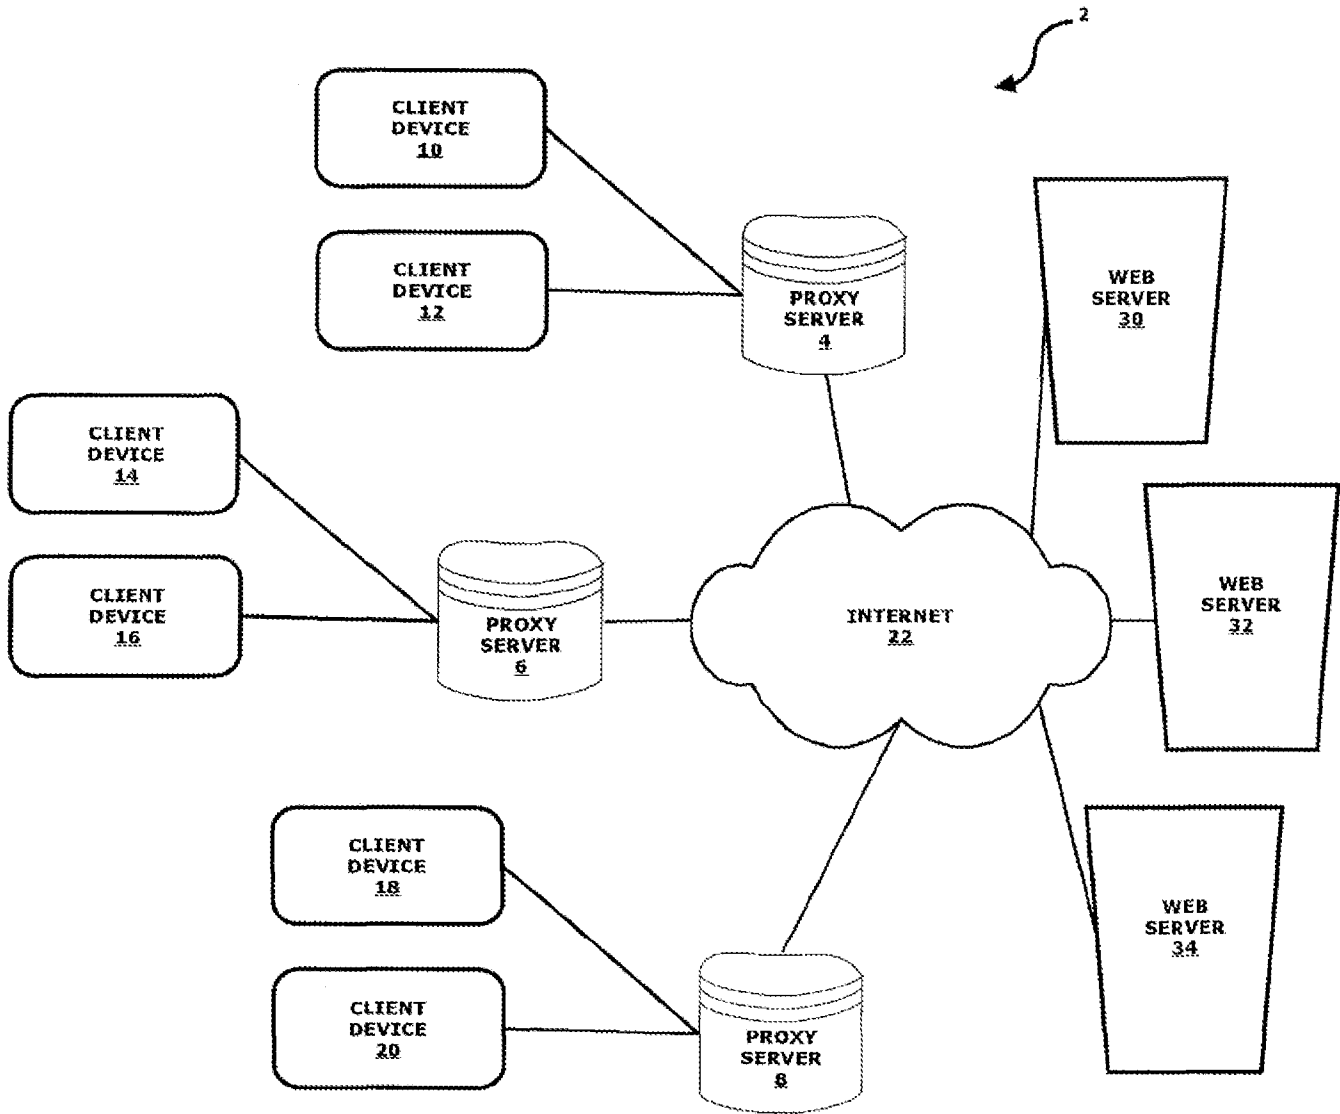 2
CLIENT
DEVICE
10
CLIENT
DEVICE
12
PROXY
SERVER
4
WEB
SERVER
30
CLIENT
DEVICE
14
CLIENT
DEVICE
16
PROXY
SERVER
6
INTERNET
22
WEB
SERVER
32
CLIENT
DEVICE
18
CLIENT
DEVICE
20
PROXY
SERVER
8
WEB
SERVER
34